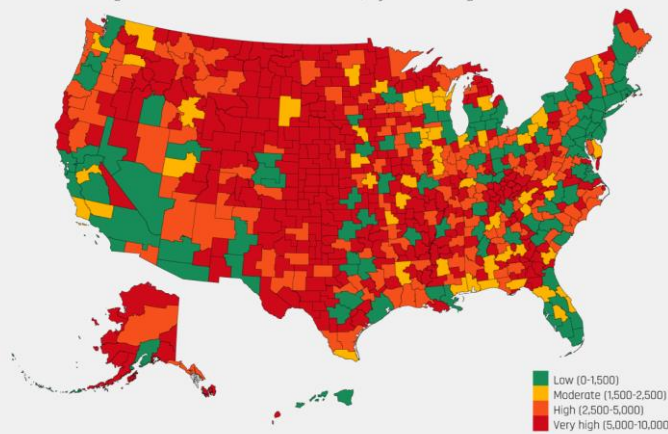 Low (0-1,500)
Moderate (1,500-2,500)
High (2,500-5,000)
Very high (5,000-10,000